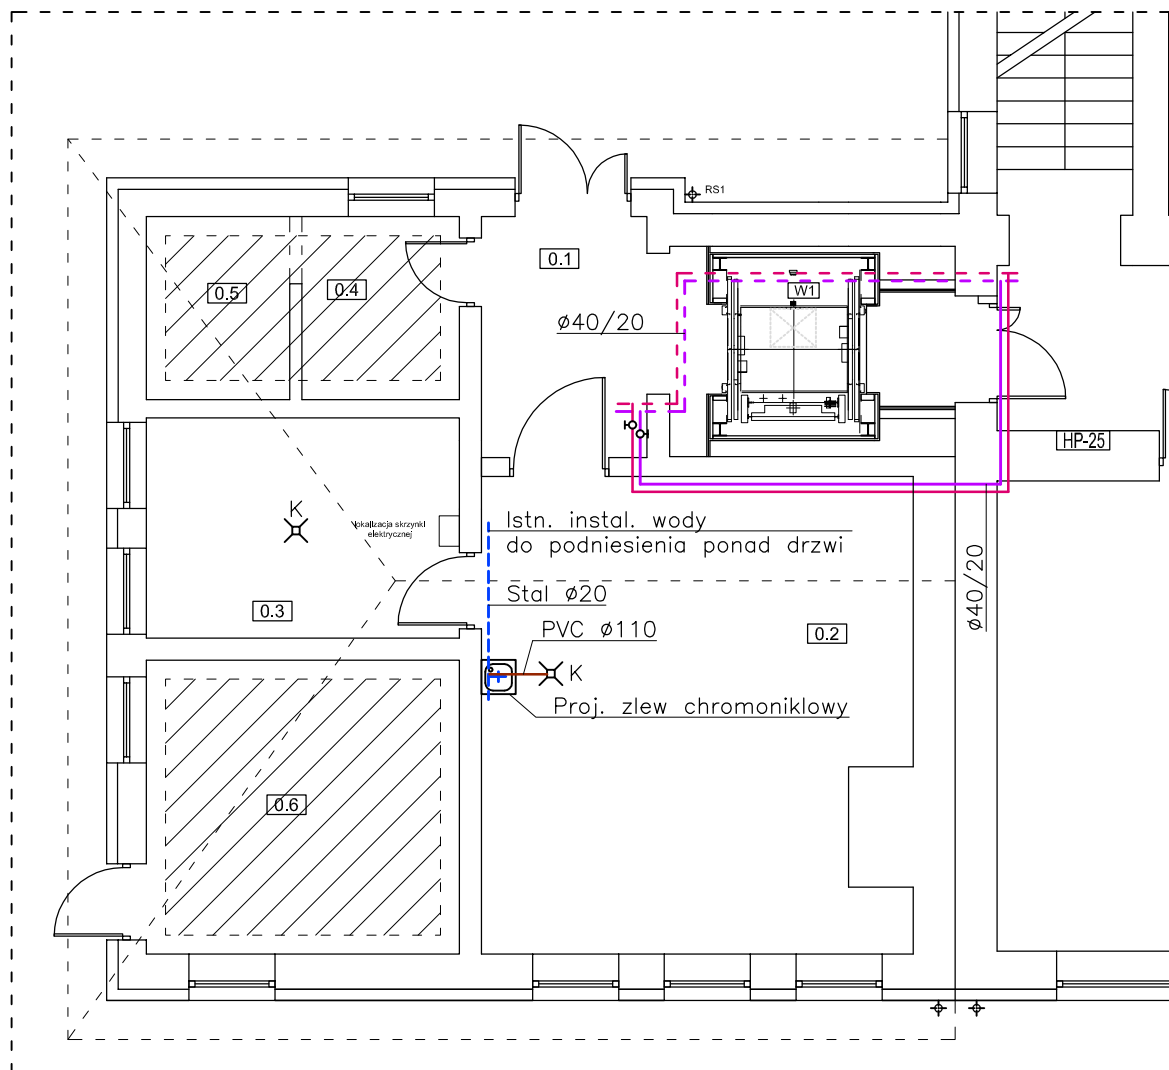 RS1
0.1
0.5
0.4
W1
ø40/20
HP-25
K
lokalizacja skrzynki
elektrycznej
Istn. instal. wody
do podniesienia ponad drzwi
Stal ø20
ø40/20
0.3
PVC ø110
0.2
K
Proj. zlew chromoniklowy
0.6